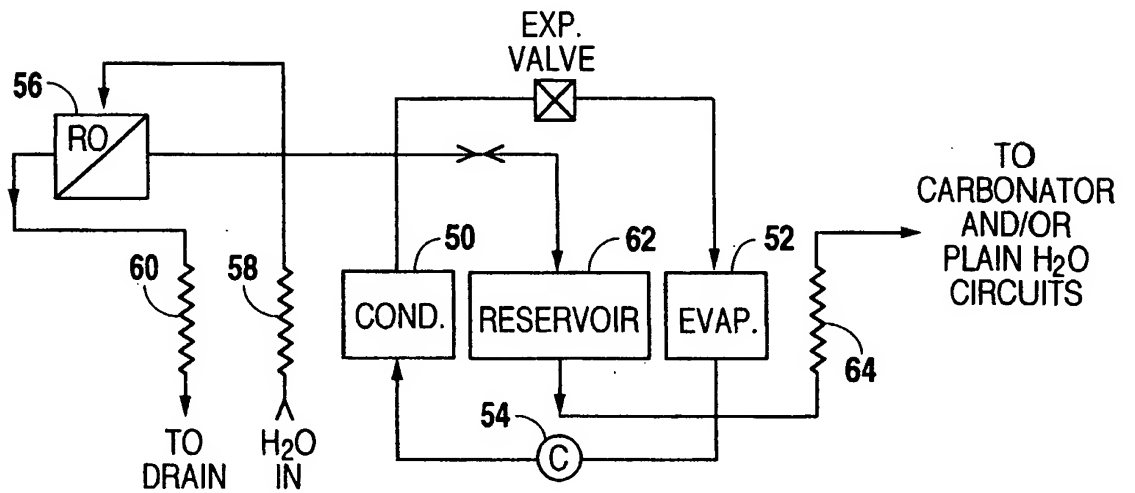 EXP.
VALVE
56
RO
TO
CARBONATOR
AND/OR
PLAIN H2O
CIRCUITS
60
58
50
62
52
COND.
RESERVOIR
EVAP.
64
54
C
TO
DRAIN
H2O
IN